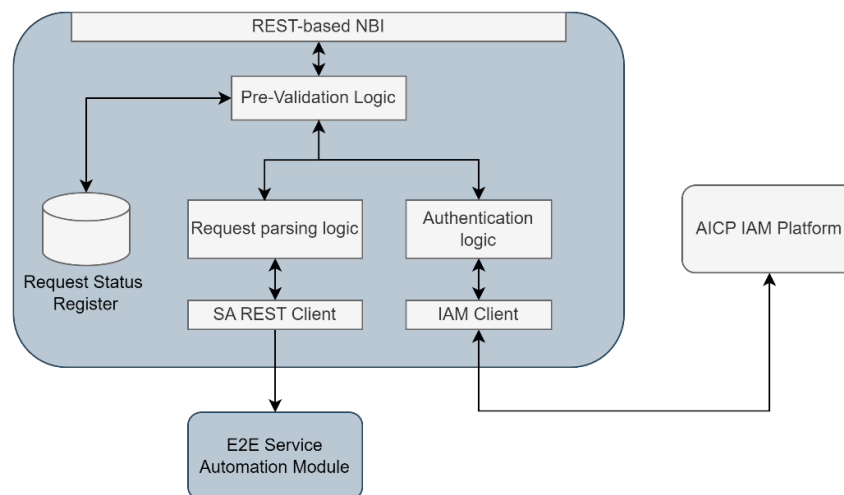 REST-based NBI
Pre-Validation Logic
Request parsing logic
Authentication
logic
AICP IAM Platform
Request Status
Register
SA REST Client
IAM Client
E2E Service
Automation Module